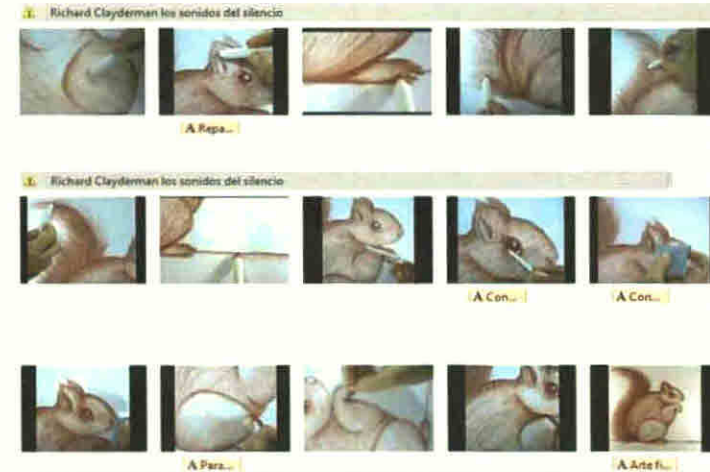 Richard Clayderman los sonidos del silencio
A Repa...
Richard Clayderman los sonidos del silencio
A Con...
A Con...
A Para...
A Arte fi...